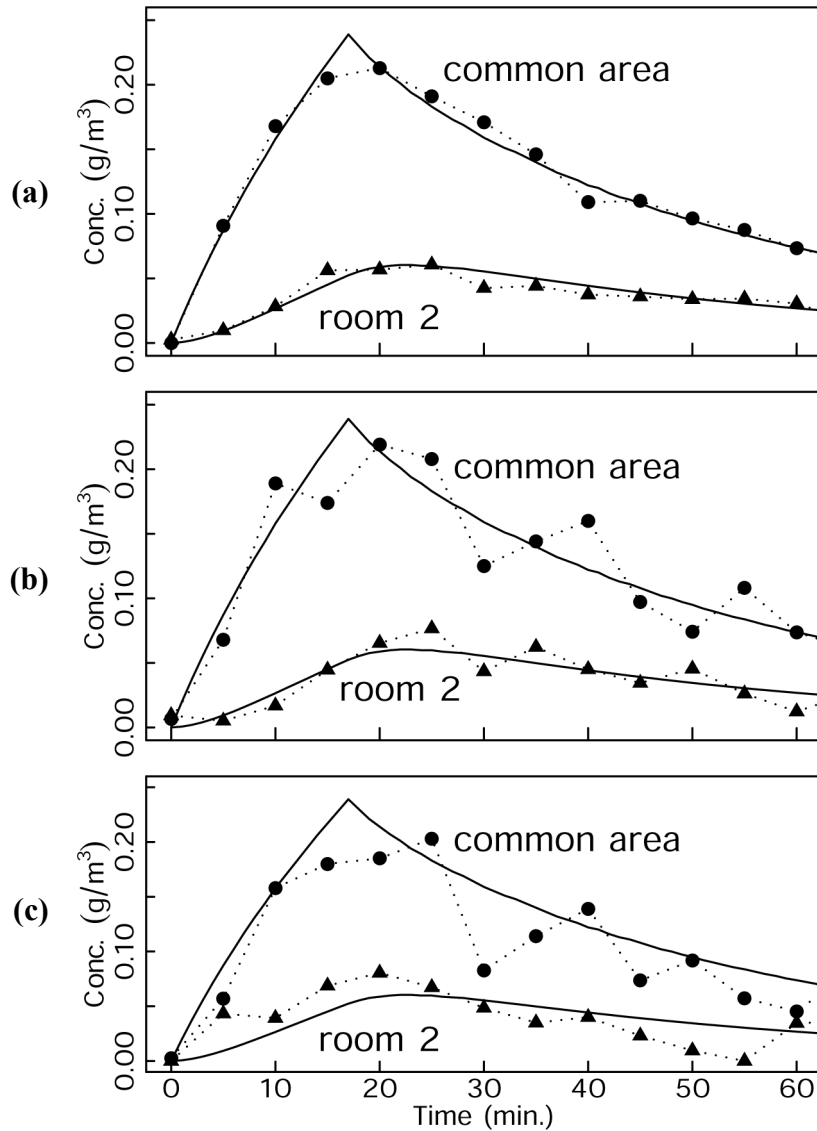 (a)
Conc. (g/m³)
0.20
0.10
0.00
common area
room 2
(b)
Conc. (g/m³)
0.20
0.10
0.00
common area
room 2
(c)
Conc. (g/m³)
0.20
0.10
0.00
common area
room 2
0 10 20 30 40 50 60
Time (min.)